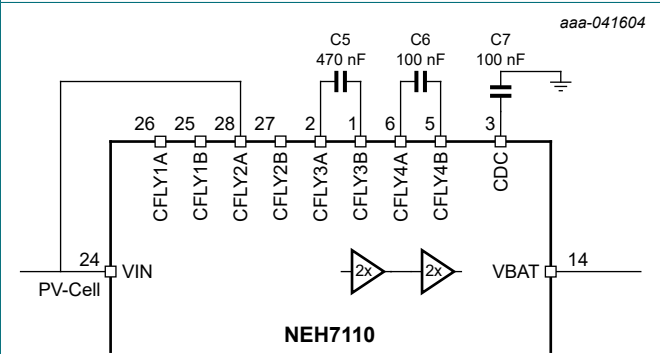 aaa-041604
C5
470 nF
C6
100 nF
C7
100 nF
26
25
28
27
2
1
6
5
3
CFLY1A
CFLY1B
CFLY2A
CFLY2B
CFLY3A
CFLY3B
CFLY4A
CFLY4B
CDC
24
VIN
PV-Cell
2x
2x
VBAT
14
NEH7110